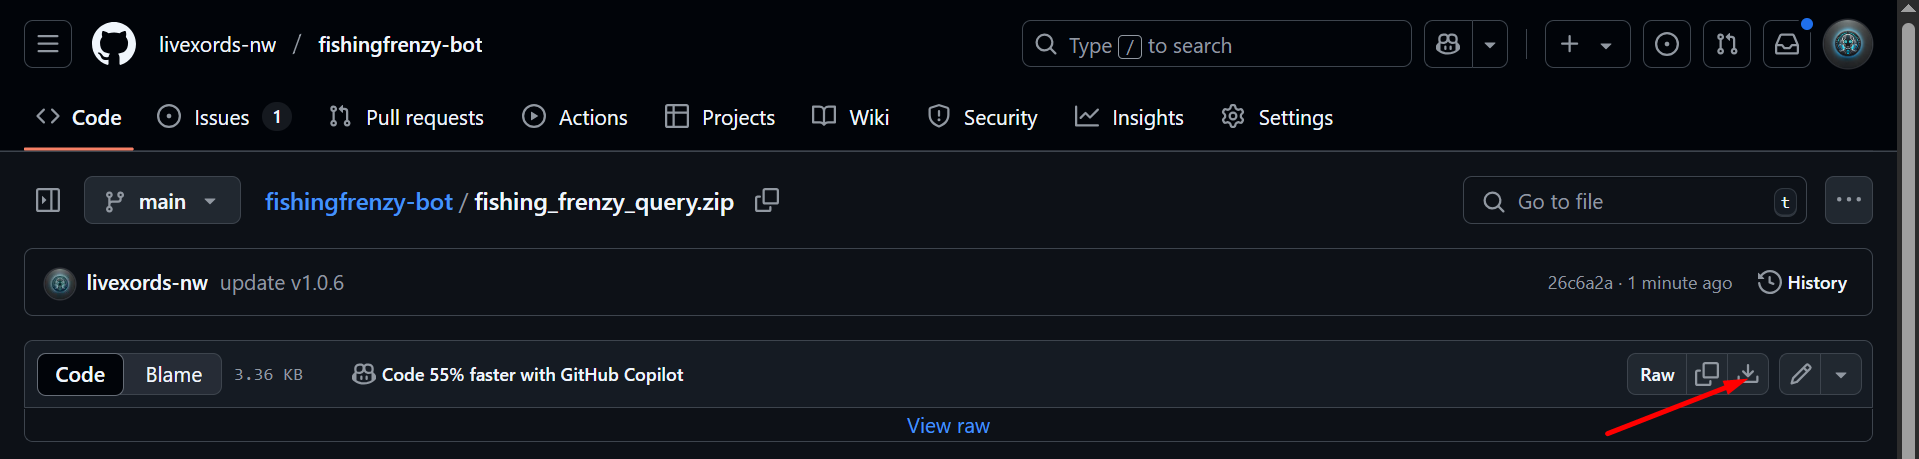 livexords-nw / fishingfrenzy-bot Type / to search
Code Issues 1 Pull requests Actions Projects Wiki Security Insights Settings
main fishingfrenzy-bot / fishing_frenzy_query.zip Go to file t
livexords-nw update v1.0.6 26c6a2a · 1 minute ago History
Code Blame 3.36 KB Code 55% faster with GitHub Copilot Raw
View raw